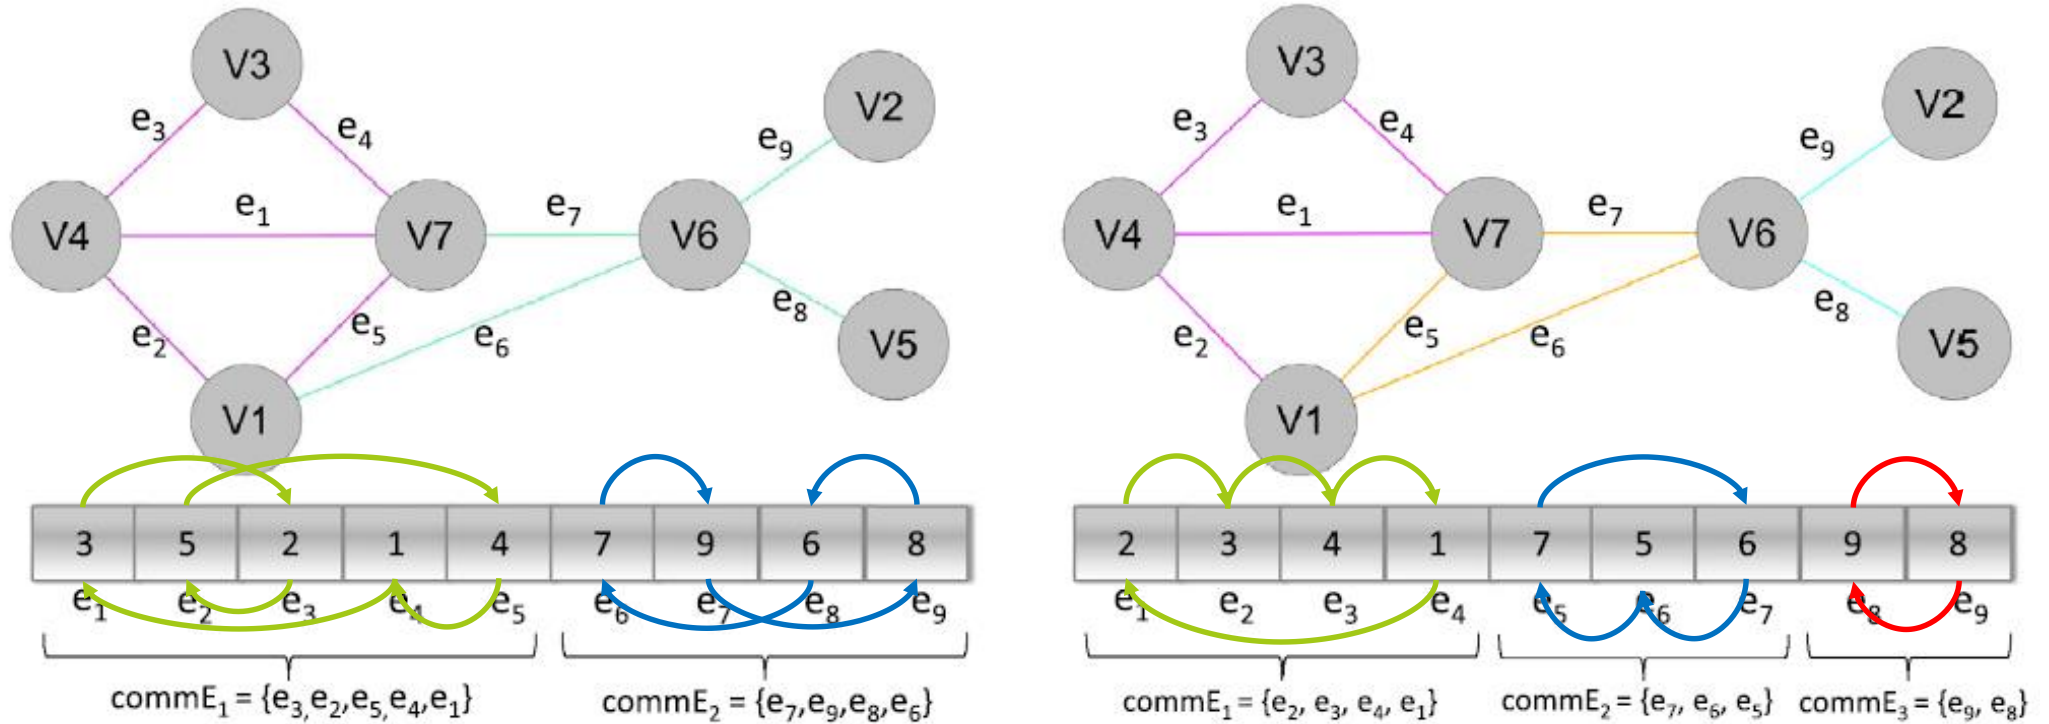 V3
V2
e3
e4
e9
V4
e1
V7
e7
V6
e2
e5
e6
e8
V5
V1
3 5 2 1 4 7 9 6 8
e1 e2 e3 e4 e5 e6 e7 e8 e9
commE1 = {e3,e2,e5,e4,e1}
commE2 = {e7,e9,e8,e6}
V3
V2
e3
e4
e9
V4
e1
V7
e7
V6
e2
e5
e6
e8
V5
V1
2 3 4 1 7 5 6 9 8
e1 e2 e3 e4 e5 e6 e7 e8 e9
commE1 = {e2, e3, e4, e1}
commE2 = {e7, e6, e5}
commE3 = {e9, e8}